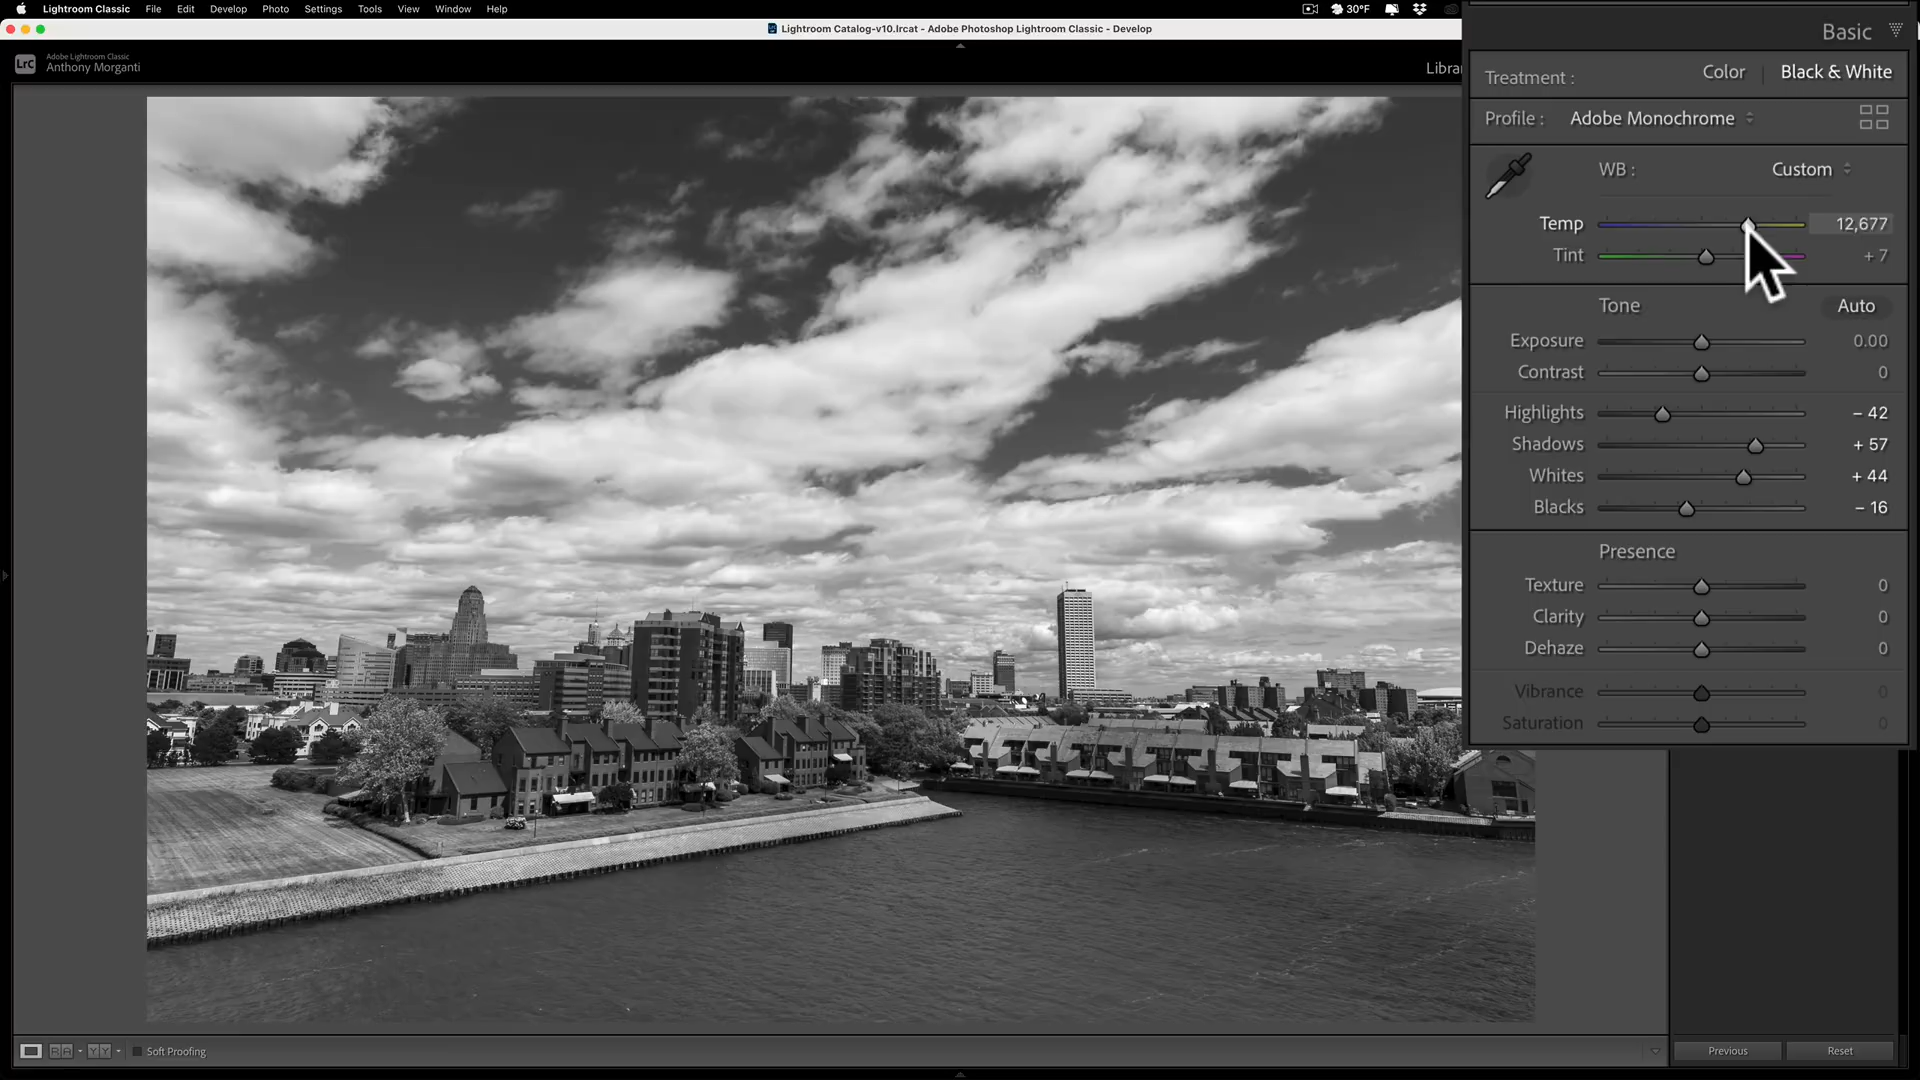 Lightroom Classic File Edit Develop Photo Settings Tools View Window Help 30°F
Lightroom Catalog-v10.lrcat - Adobe Photoshop Lightroom Classic - Develop
LrC Adobe Lightroom Classic
Anthony Morganti
Libra
Basic
Treatment : Color Black & White
Profile : Adobe Monochrome
WB : Custom
Temp 12,677
Tint + 7
Tone Auto
Exposure 0.00
Contrast 0
Highlights – 42
Shadows + 57
Whites + 44
Blacks – 16
Presence
Texture 0
Clarity 0
Dehaze 0
Vibrance 0
Saturation 0
RA YY Soft Proofing
Previous Reset